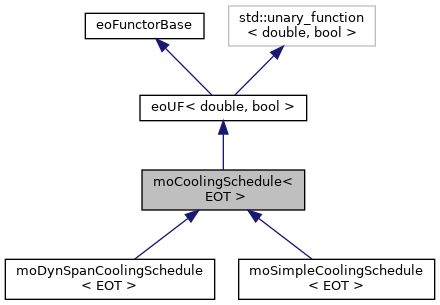 eoFunctorBase
std::unary_function
< double, bool >
eoUF< double, bool >
moCoolingSchedule<
EOT >
moDynSpanCoolingSchedule
< EOT >
moSimpleCoolingSchedule
< EOT >